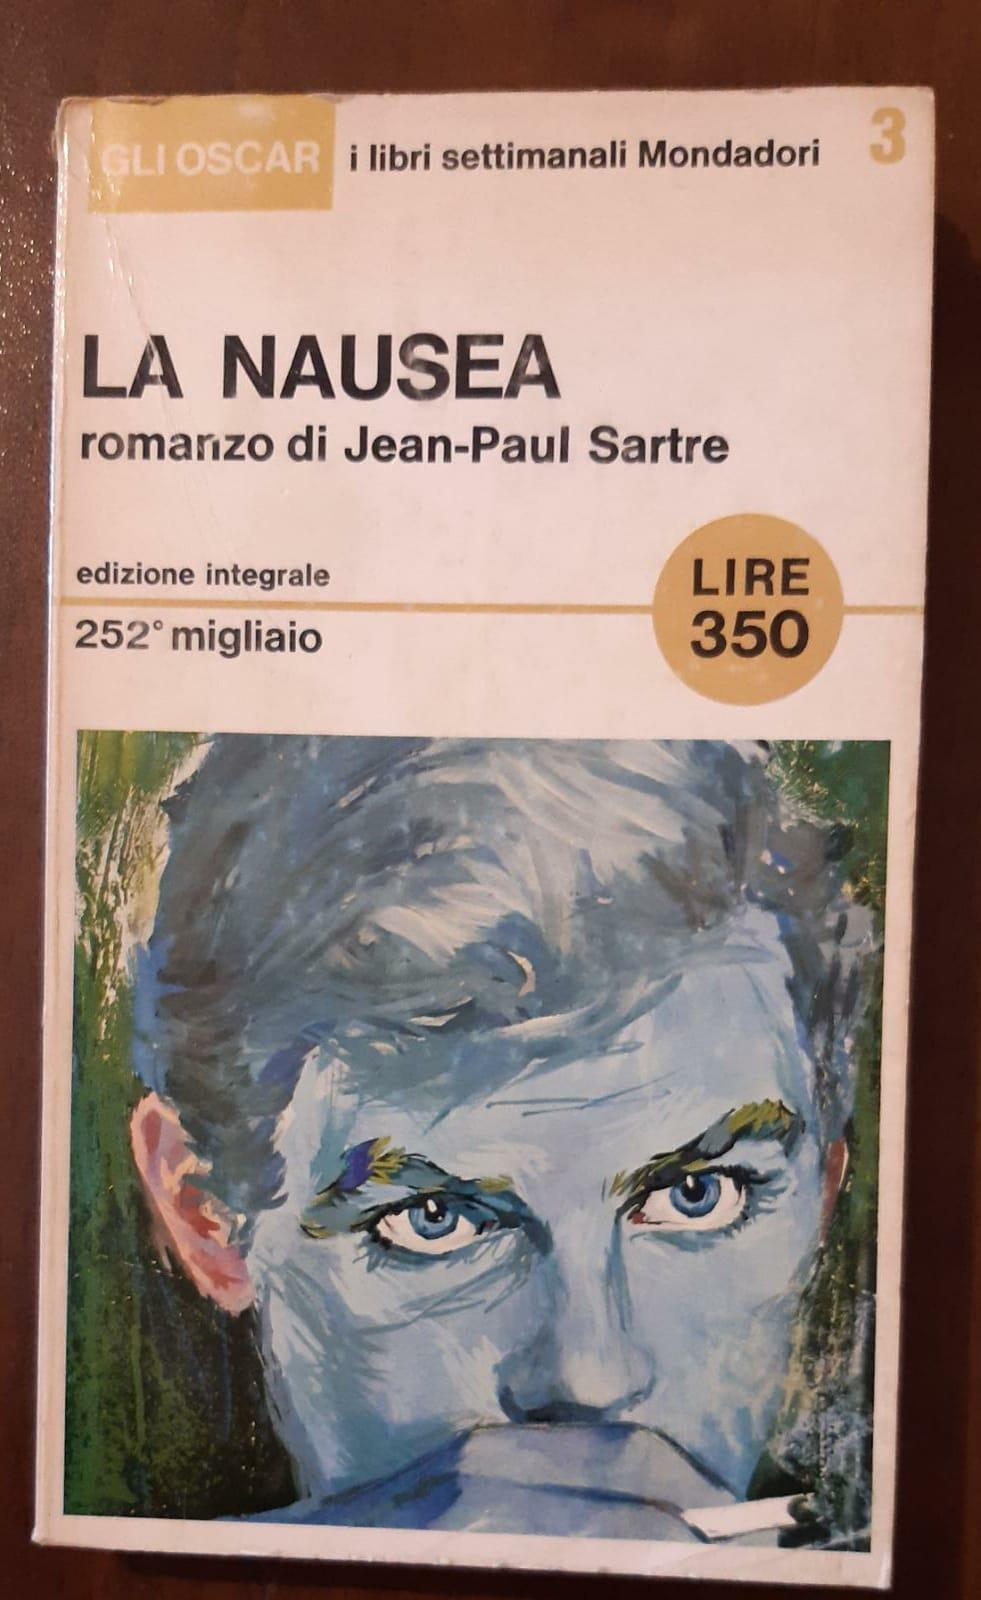 GLI OSCAR i libri settimanali Mondadori 3
LA NAUSEA
romanzo di Jean-Paul Sartre
edizione integrale
252° migliaio
LIRE
350